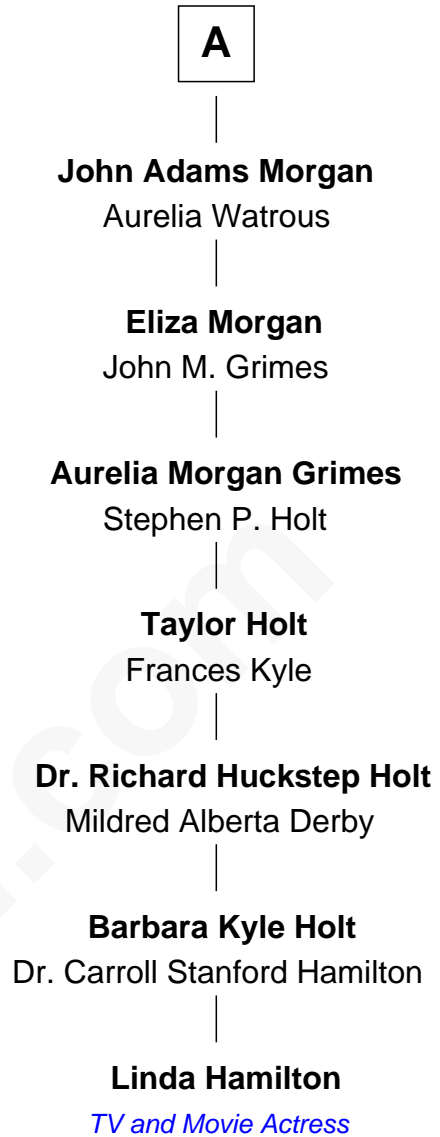 A
John Adams Morgan
Aurelia Watrous
Eliza Morgan
John M. Grimes
Aurelia Morgan Grimes
Stephen P. Holt
Taylor Holt
Frances Kyle
Dr. Richard Huckstep Holt
Mildred Alberta Derby
Barbara Kyle Holt
Dr. Carroll Stanford Hamilton
Linda Hamilton
TV and Movie Actress